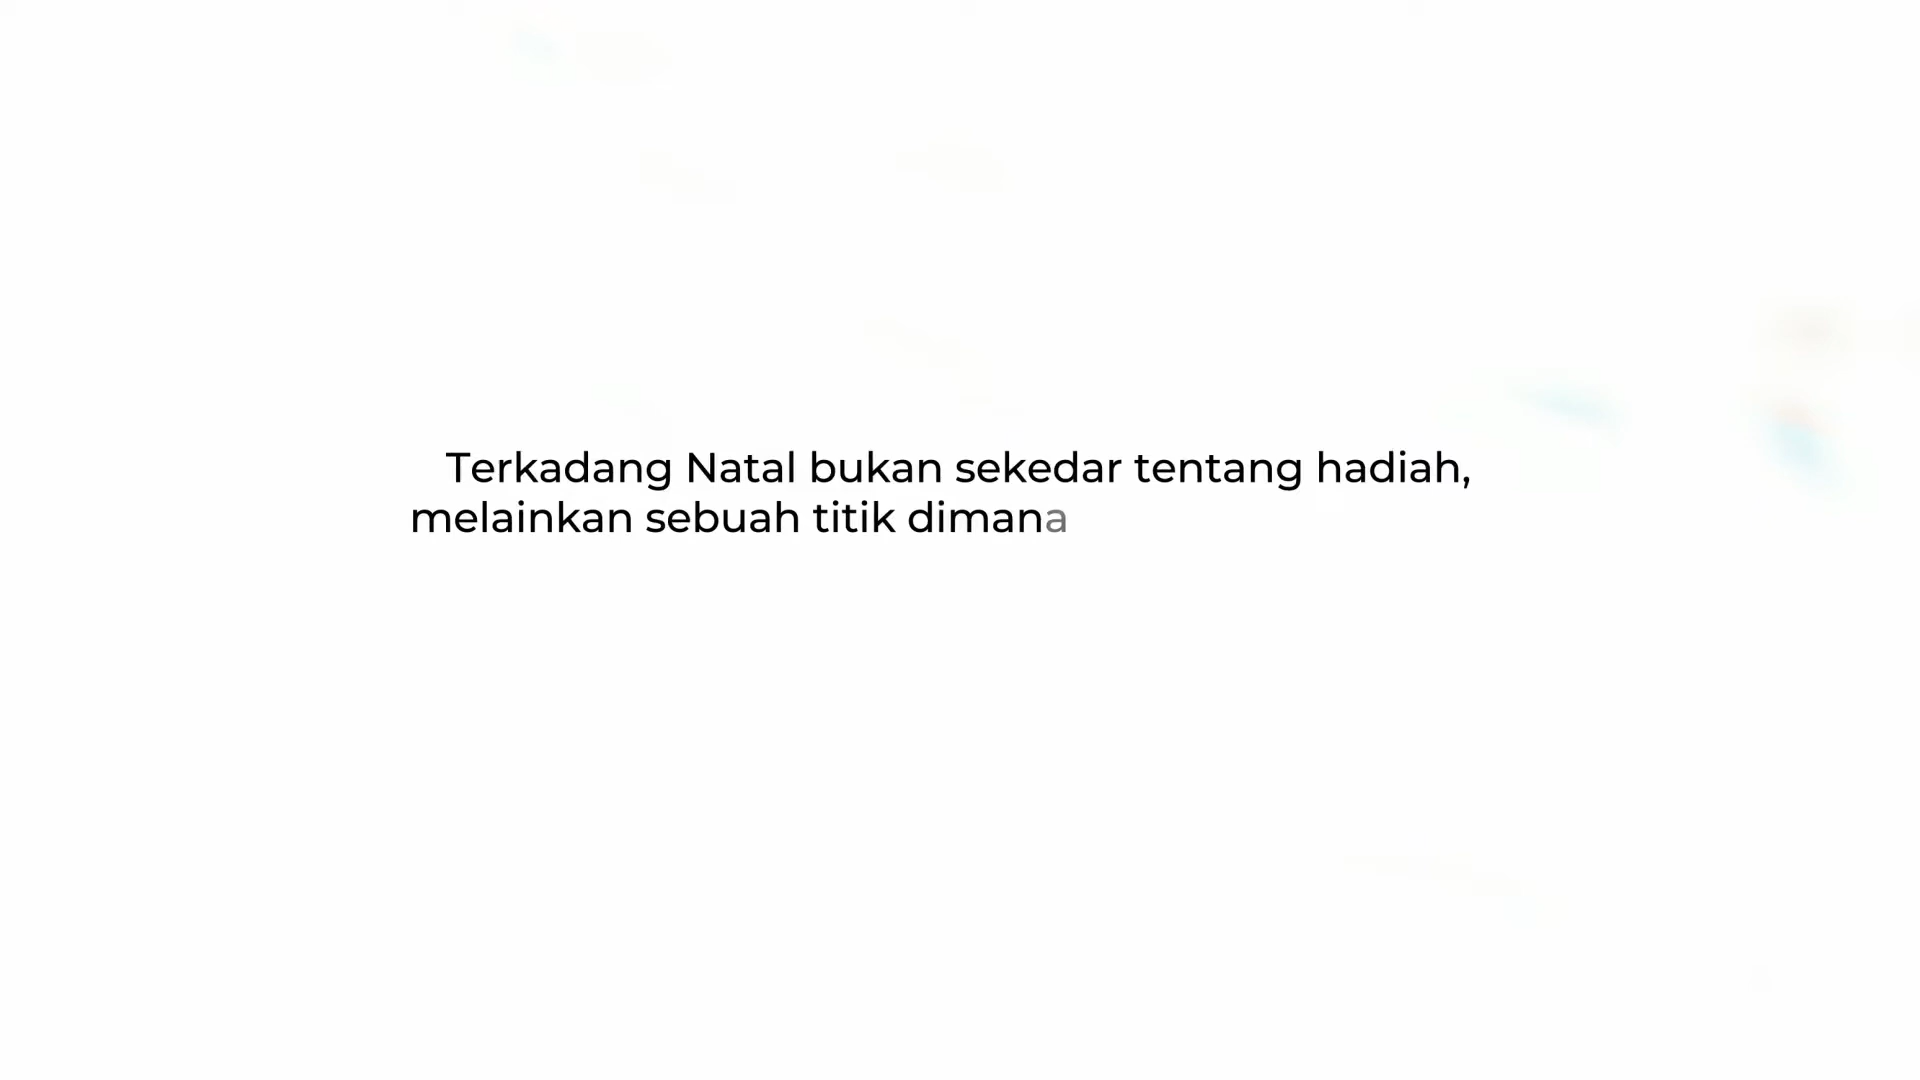 Terkadang Natal bukan sekedar tentang hadiah,
melainkan sebuah titik dimana